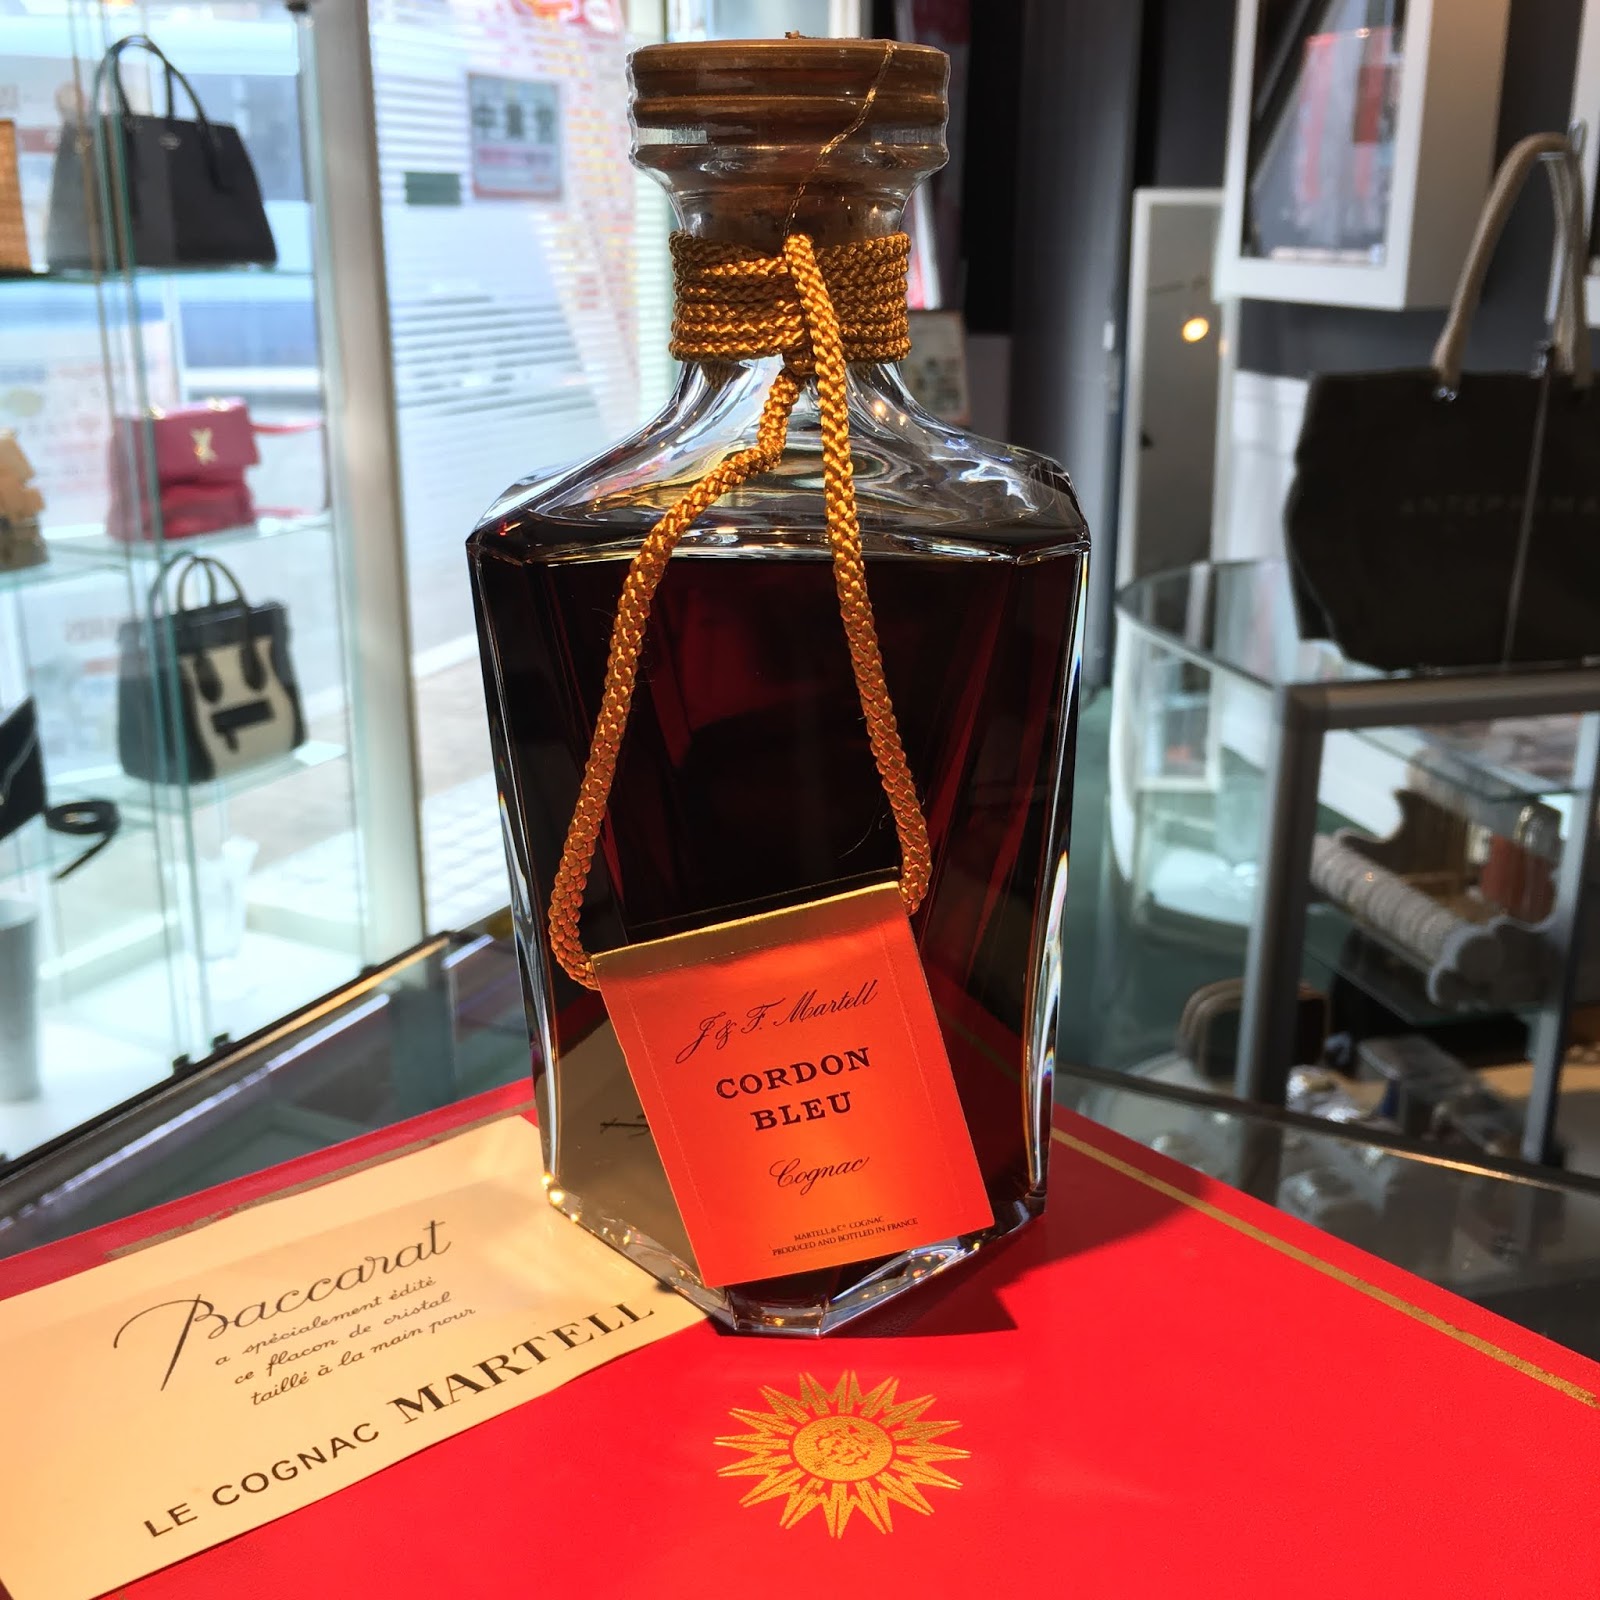 J & F. Martell
CORDON
BLEU
Cognac
MARTELL & Co. COGNAC
PRODUCED AND BOTTLED IN FRANCE
Baccarat
a spécialement édité
ce flacon de cristal
taillé à la main pour
LE COGNAC MARTELL
ANTEPRIMA